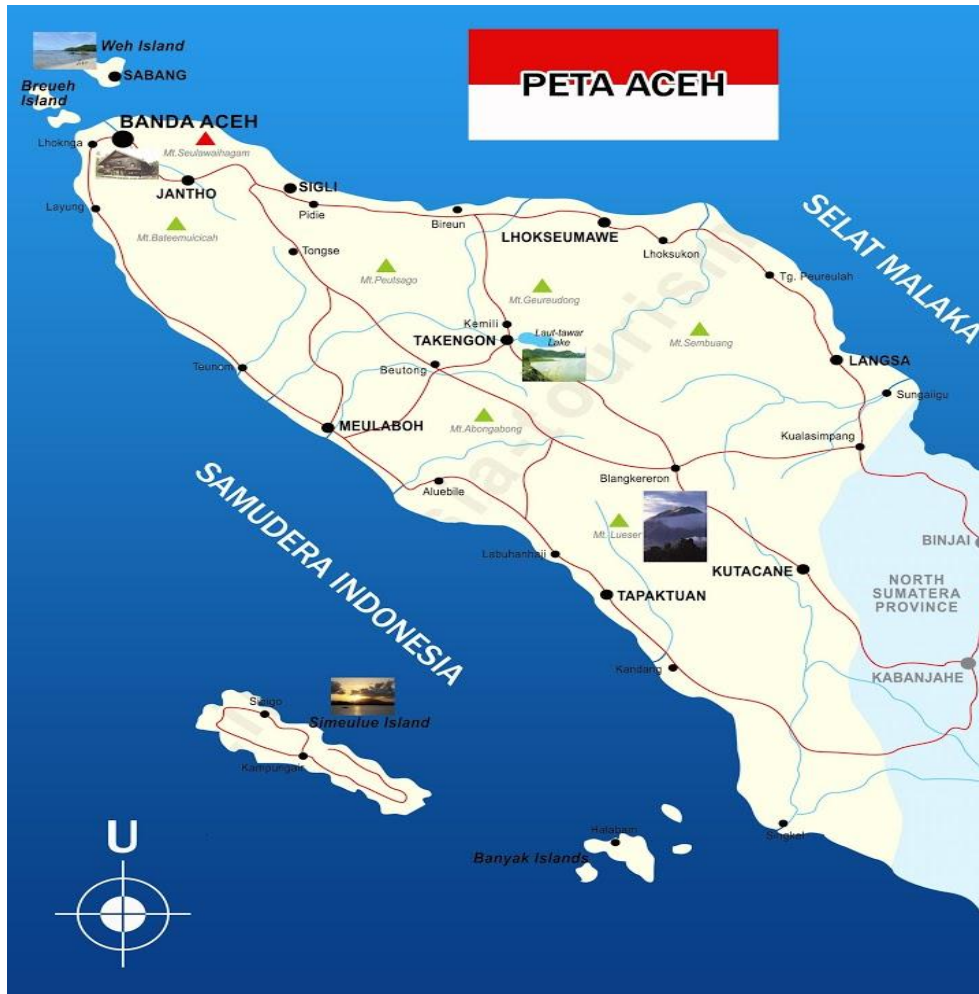 PETA ACEH
Weh Island
SABANG
Breueh
Island
BANDA ACEH
Lhoknga
Mt.Seulawaihagam
JANTHO
SIGLI
Pidie
Layung
Mt.Bateemulcicah
Bireun
LHOKSEUMAWE
Lhoksukon
SELAT MALAKA
Tongse
Mt.Peutsago
Tg. Peureulah
Mt.Geureudong
Kemili
TAKENGON
Laut-tawar
Lake
Mt.Sembuang
LANGSA
Teunom
Beutong
Sungaiigu
MEULABOH
Mt.Abongabong
Kualasimpang
SAMUDERA INDONESIA
Aluebile
Blangkereron
Mt. Lueser
BINJAI
Labuhanhaji
KUTACANE
NORTH
SUMATERA
PROVINCE
TAPAKTUAN
Kandang
KABANJAHE
Simeulue Island
Kampungair
U
Halaban
Singkel
Banyak Islands